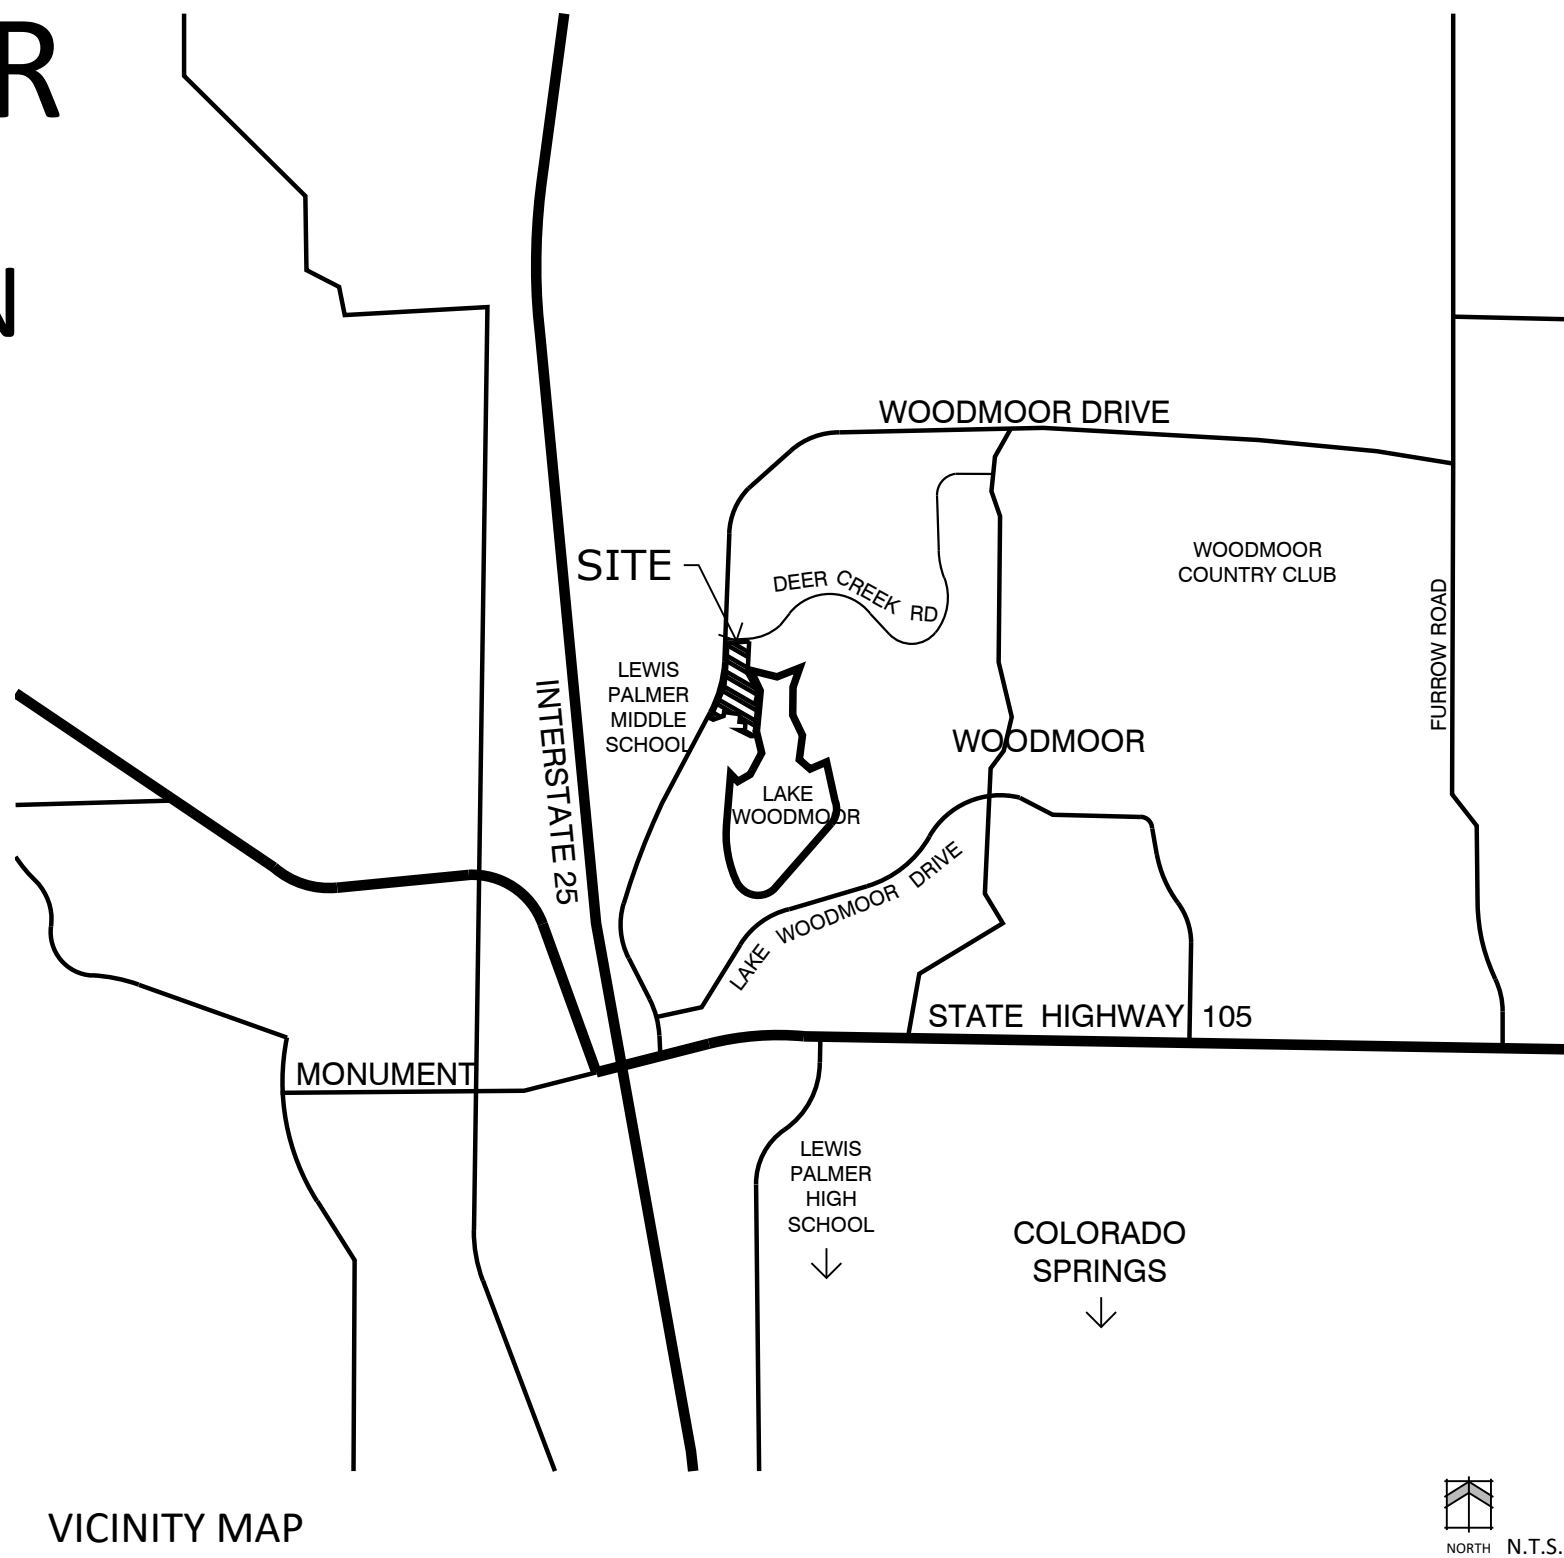 R
N
WOODMOOR DRIVE
SITE
DEER CREEK RD
WOODMOOR
COUNTRY CLUB
FURROW ROAD
LEWIS
PALMER
MIDDLE
SCHOOL
INTERSTATE 25
WOODMOOR
LAKE
WOODMOOR
LAKE WOODMOOR DRIVE
STATE HIGHWAY 105
MONUMENT
LEWIS
PALMER
HIGH
SCHOOL
COLORADO
SPRINGS
VICINITY MAP
NORTH N.T.S.